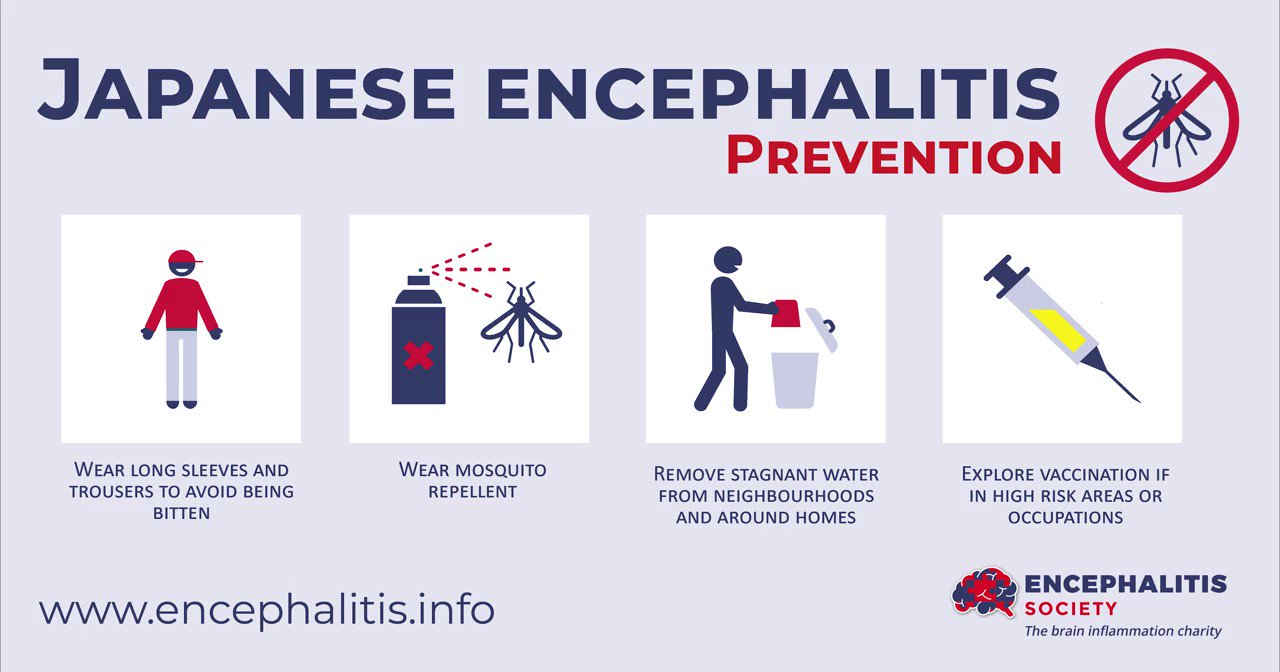 JAPANESE ENCEPHALITIS
PREVENTION
WEAR LONG SLEEVES AND
TROUSERS TO AVOID BEING
BITTEN
WEAR MOSQUITO
REPELLENT
REMOVE STAGNANT WATER
FROM NEIGHBOURHOODS
AND AROUND HOMES
EXPLORE VACCINATION IF
IN HIGH RISK AREAS OR
OCCUPATIONS
www.encephalitis.info
ENCEPHALITIS
SOCIETY
The brain inflammation charity